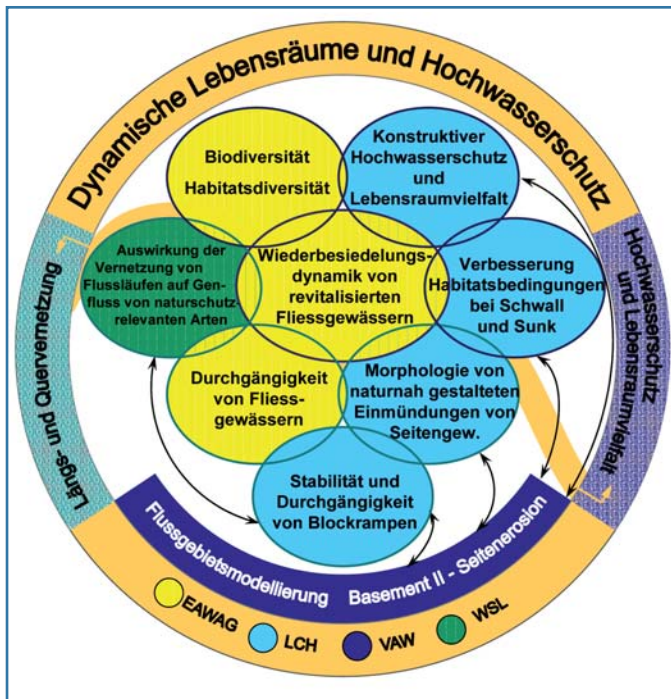 Dynamische Lebensräume und Hochwasserschutz
Biodiversität
Habitatsdiversität
Konstruktiver
Hochwasserschutz
und
Lebensraumvielfalt
Auswirkung der
Vernetzung von
Flussläufen auf Gen-
fluss von naturschutz-
relevanten Arten
Wiederbesiedelungs-
dynamik von
revitalisierten
Fliessgewässern
Verbesserung
Habitatsbedingungen
bei Schwall
und Sunk
Längs- und Quervernetzung
Hochwasserschutz
und Lebensraumvielfalt
Durchgängigkeit
von Fliess-
gewässern
Morphologie von
naturnah gestalteten
Einmündungen von
Seitengew.
Stabilität und
Durchgängigkeit
von Blockrampen
Flussgebietsmodellierung
Basement II - Seitenerosion
EAWAG
LCH
VAW
WSL